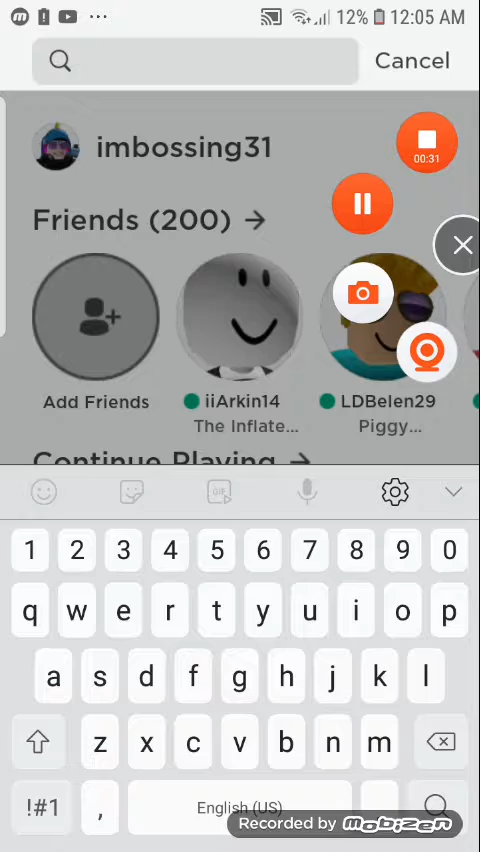 12% 12:05 AM
Cancel
imbossing31
00:31
Friends (200) →
Add Friends
iiArkin14
LDBelen29
The Inflate...
Piggy...
Continue Playing →
GIF
1 2 3 4 5 6 7 8 9 0
q w e r t y u i o p
a s d f g h j k l
z x c v b n m
!#1 , English (US)
Recorded by mobizen